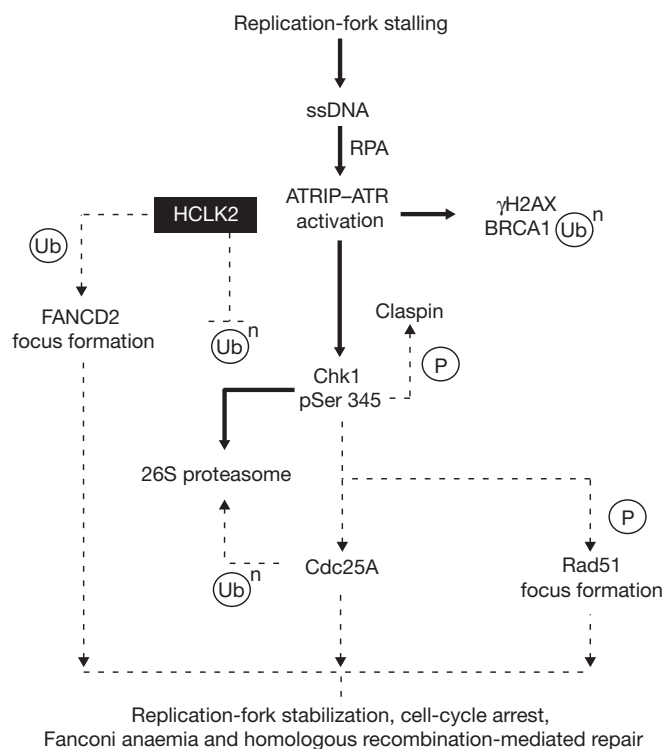 Replication-fork stalling
ssDNA
RPA
ATRIP–ATR
activation
HCLK2
γH2AX
BRCA1 Ub n
Ub
FANCD2
focus formation
Ub n
Claspin
P
Chk1
pSer 345
26S proteasome
P
Ub n
Cdc25A
Rad51
focus formation
Replication-fork stabilization, cell-cycle arrest,
Fanconi anaemia and homologous recombination-mediated repair